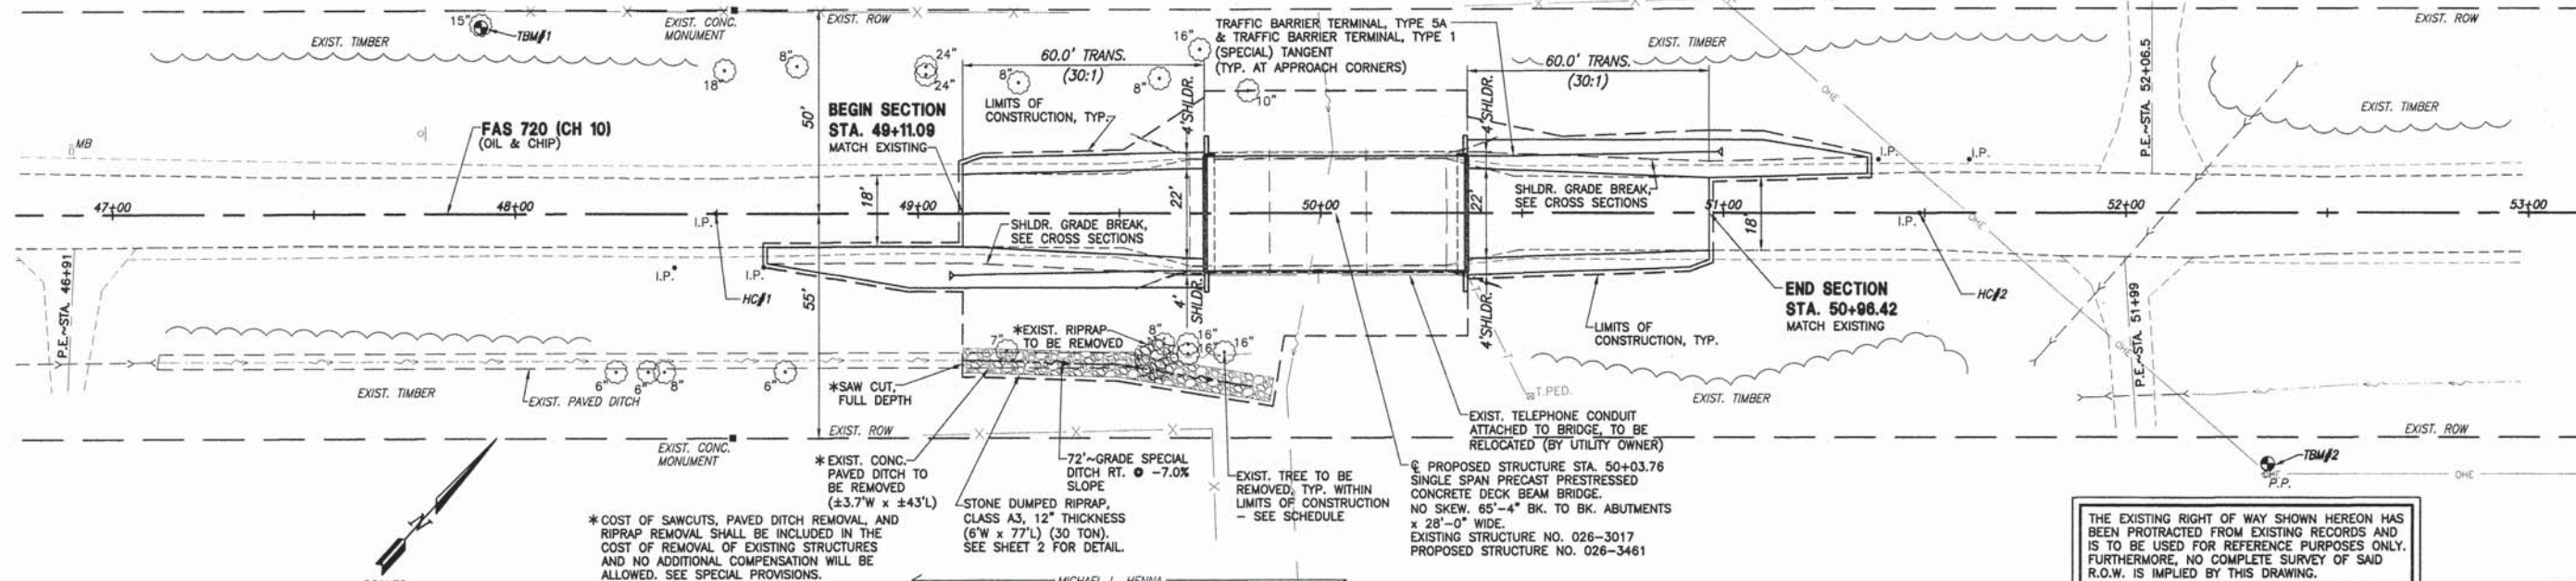 15"
TBM#1
EXIST. TIMBER
EXIST. CONC.
MONUMENT
EXIST. ROW
18"
8"
24"
24"
8"
8"
16"
10"
60.0' TRANS.
(30:1)
TRAFFIC BARRIER TERMINAL, TYPE 5A
& TRAFFIC BARRIER TERMINAL, TYPE 1
(SPECIAL) TANGENT
(TYP. AT APPROACH CORNERS)
60.0' TRANS.
(30:1)
EXIST. TIMBER
OHE
EXIST. ROW
P.E.~STA. 52+06.5
EXIST. TIMBER
MB
FAS 720 (CH 10)
(OIL & CHIP)
50'
BEGIN SECTION
STA. 49+11.09
MATCH EXISTING
LIMITS OF
CONSTRUCTION, TYP.
4'SHLDR.
4'SHLDR.
I.P.
I.P.
18'
22'
22'
SHLDR. GRADE BREAK,
SEE CROSS SECTIONS
18'
47+00
48+00
49+00
50+00
51+00
52+00
53+00
I.P.
SHLDR. GRADE BREAK,
SEE CROSS SECTIONS
I.P.
OHE
P.E.~STA. 46+91
I.P.
I.P.
HC#1
55'
4'
SHLDR.
4'SHLDR.
END SECTION
STA. 50+96.42
MATCH EXISTING
HC#2
P.E.~STA. 51+99
OHE
LIMITS OF
CONSTRUCTION, TYP.
7"
*EXIST. RIPRAP
TO BE REMOVED
8"
16"
16"
16"
6"
6"
8"
6"
EXIST. TIMBER
EXIST. PAVED DITCH
*SAW CUT,
FULL DEPTH
T.PED.
EXIST. TIMBER
EXIST. CONC.
MONUMENT
EXIST. ROW
EXIST. ROW
*EXIST. CONC.
PAVED DITCH TO
BE REMOVED
(±3.7'W x ±43'L)
72'~GRADE SPECIAL
DITCH RT. @ -7.0%
SLOPE
STONE DUMPED RIPRAP,
CLASS A3, 12" THICKNESS
(6'W x 77'L) (30 TON).
SEE SHEET 2 FOR DETAIL.
EXIST. TREE TO BE
REMOVED, TYP. WITHIN
LIMITS OF CONSTRUCTION
- SEE SCHEDULE
EXIST. TELEPHONE CONDUIT
ATTACHED TO BRIDGE, TO BE
RELOCATED (BY UTILITY OWNER)
℄ PROPOSED STRUCTURE STA. 50+03.76
SINGLE SPAN PRECAST PRESTRESSED
CONCRETE DECK BEAM BRIDGE.
NO SKEW. 65'-4" BK. TO BK. ABUTMENTS
x 28'-0" WIDE.
EXISTING STRUCTURE NO. 026-3017
PROPOSED STRUCTURE NO. 026-3461
TBM#2
OHE
P.P.
OHE
N
*COST OF SAWCUTS, PAVED DITCH REMOVAL, AND
RIPRAP REMOVAL SHALL BE INCLUDED IN THE
COST OF REMOVAL OF EXISTING STRUCTURES
AND NO ADDITIONAL COMPENSATION WILL BE
ALLOWED. SEE SPECIAL PROVISIONS.
MICHAEL L. HENNA
THE EXISTING RIGHT OF WAY SHOWN HEREON HAS
BEEN PROTRACTED FROM EXISTING RECORDS AND
IS TO BE USED FOR REFERENCE PURPOSES ONLY.
FURTHERMORE, NO COMPLETE SURVEY OF SAID
R.O.W. IS IMPLIED BY THIS DRAWING.